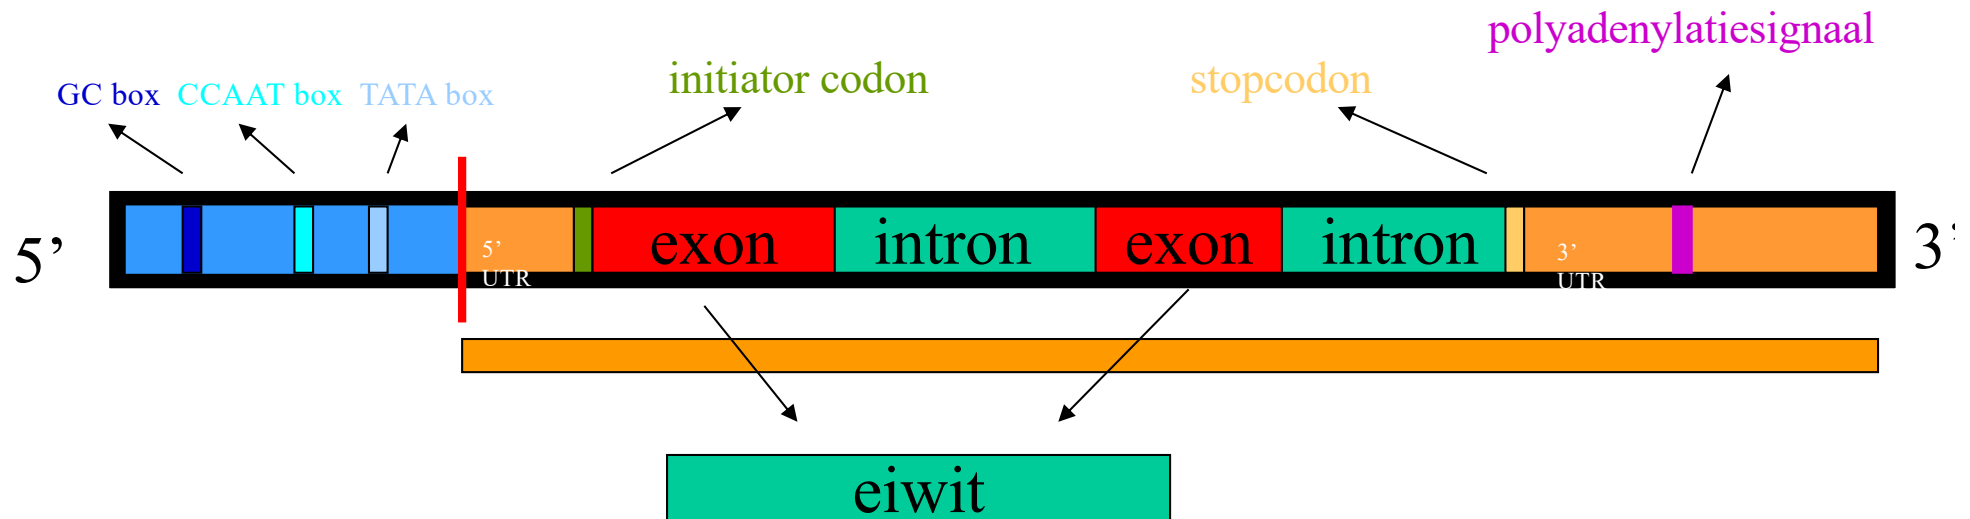 polyadenylatiesignaal
initiator codon
stopcodon
GC box CCAAT box TATA box
5’
5’
UTR
exon
intron
exon
intron
3’
UTR
3’
eiwit